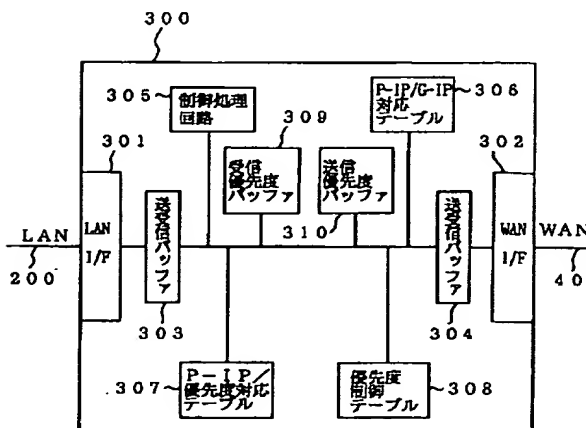 300
305
制御処理
回路
309
P-IP/G-IP
対応
テーブル
306
301
受信
優先度
バッファ
送信
優先度
バッファ
302
LAN
I/F
送受信バッファ
310
送受信バッファ
WAN
I/F
LAN
200
WAN
40
303
304
307
P-IP/
優先度対応
テーブル
優先度
制御
テーブル
308